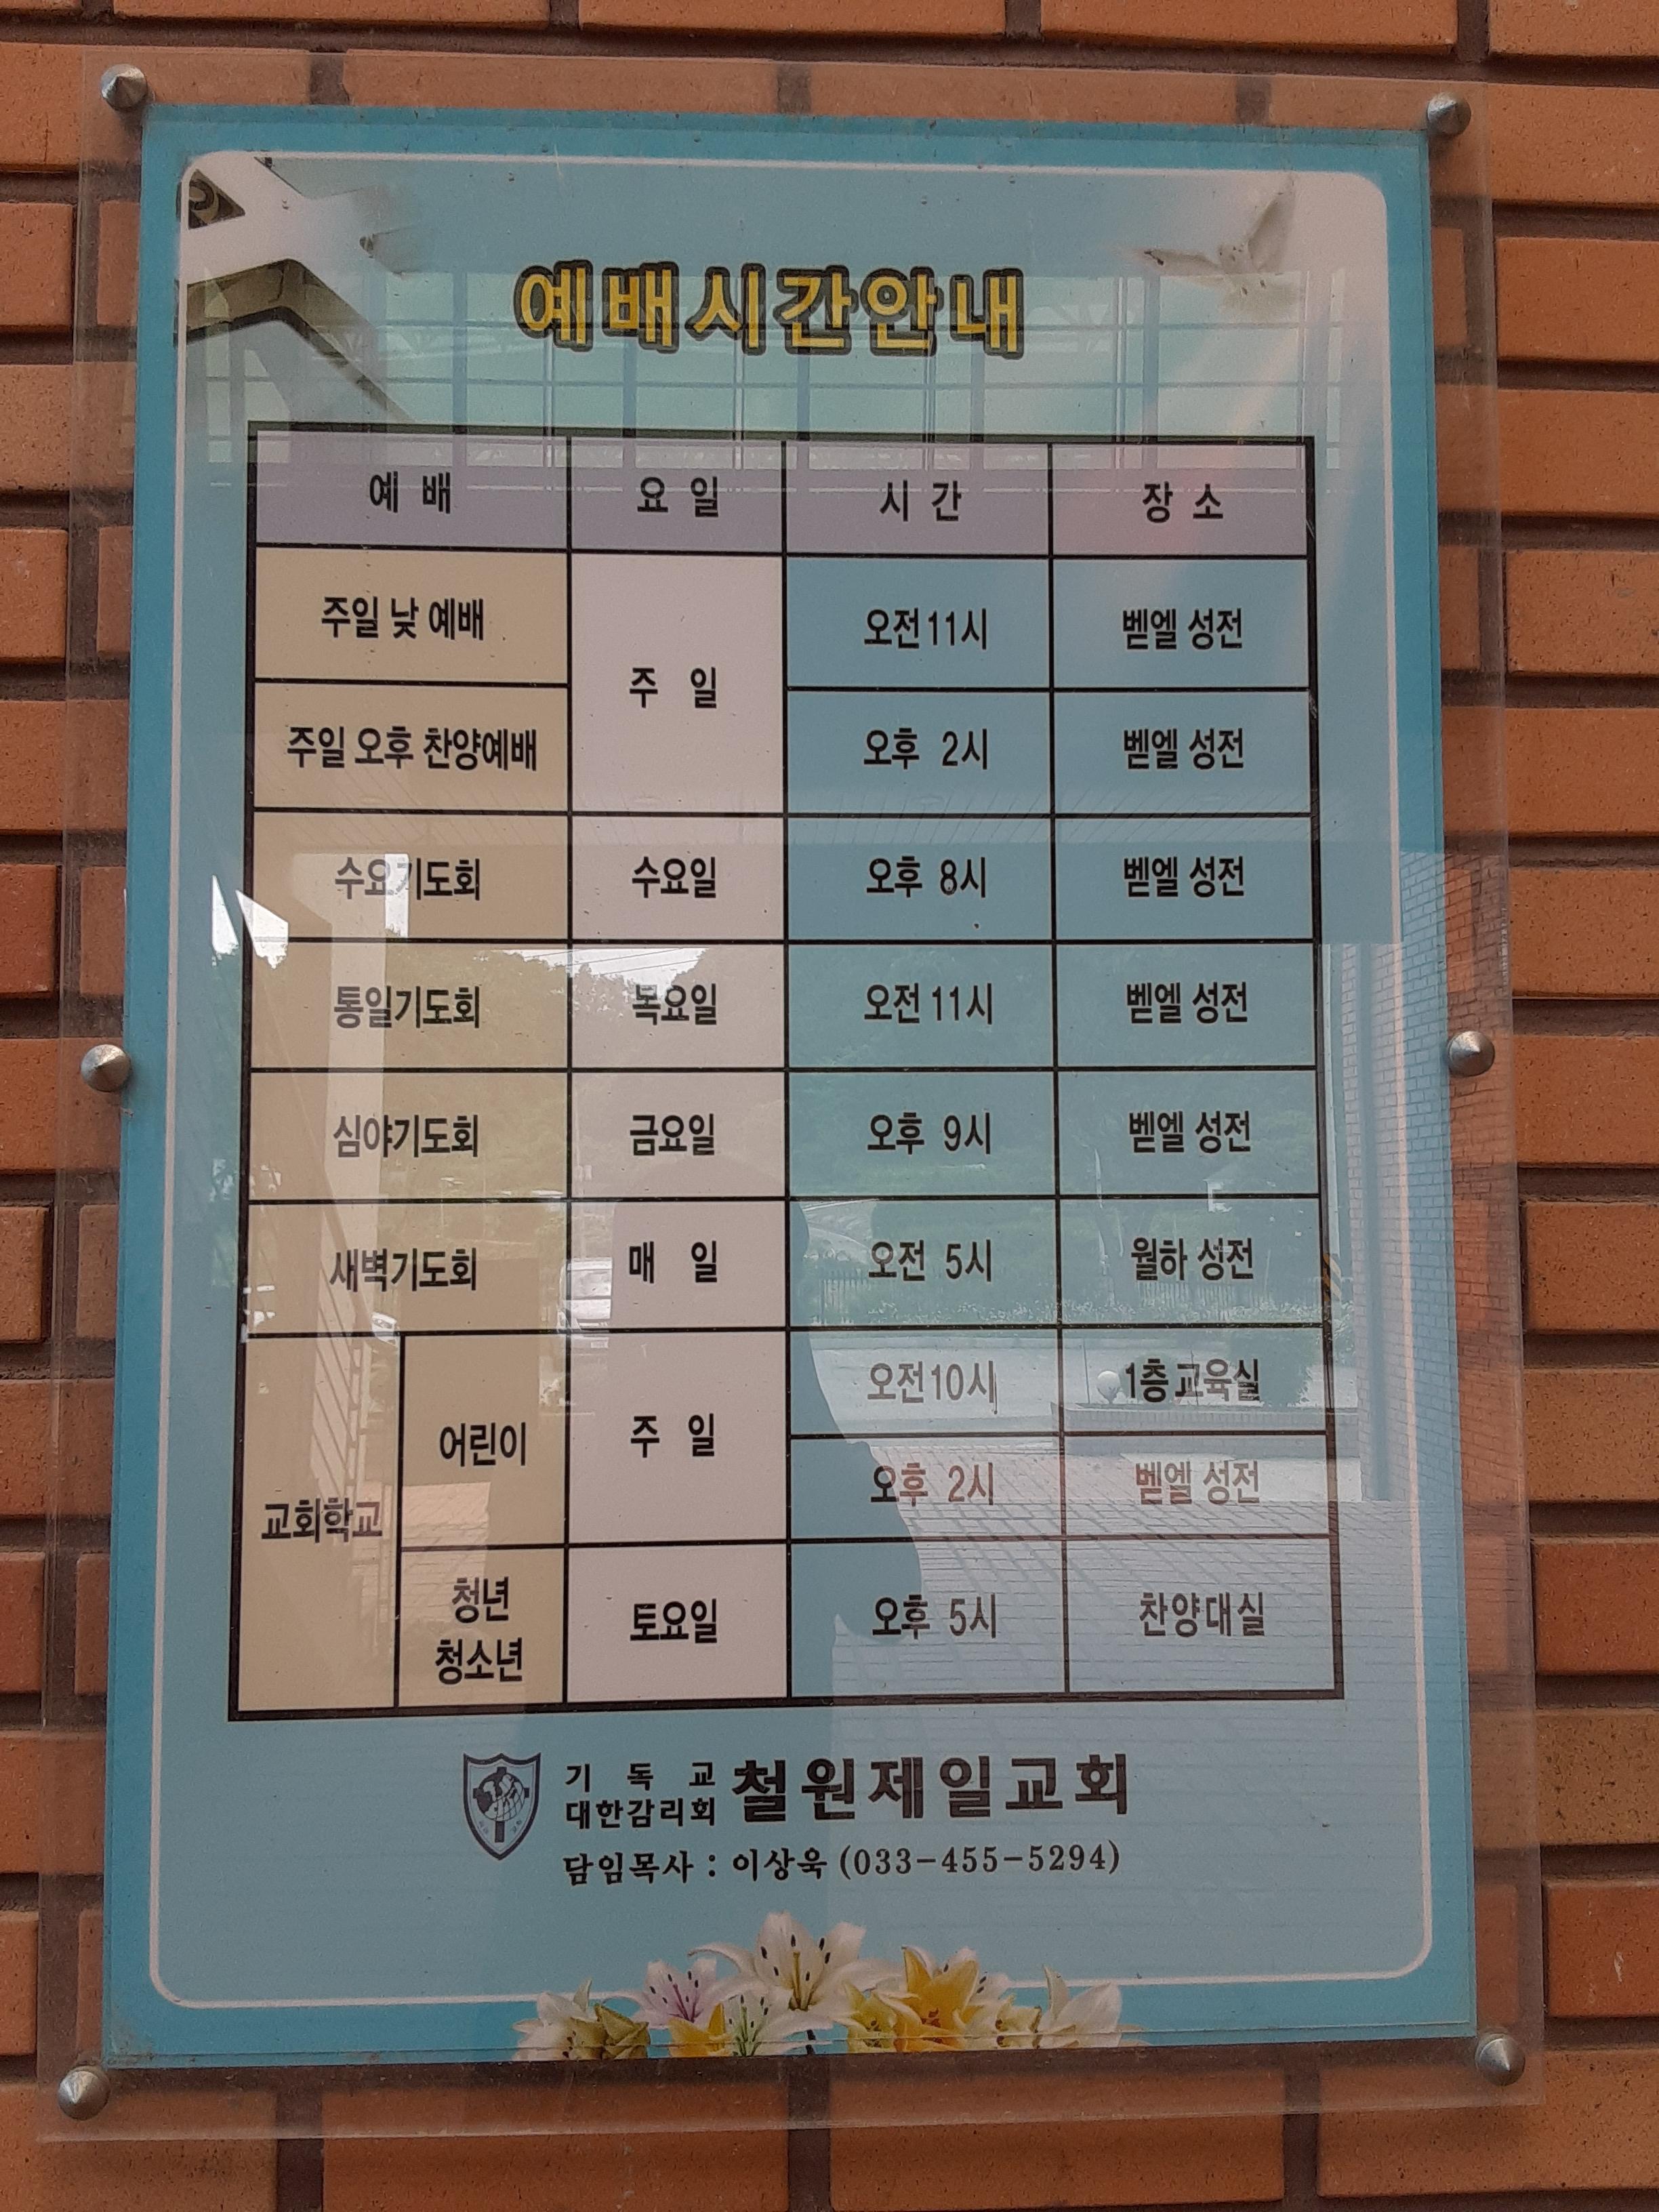 예배시간안내
예 배 요 일 시 간 장 소
주일 낮 예배 주 일 오전 11시 벧엘 성전
주일 오후 찬양예배 오후 2시 벧엘 성전
수요기도회 수요일 오후 8시 벧엘 성전
통일기도회 목요일 오전 11시 벧엘 성전
심야기도회 금요일 오후 9시 벧엘 성전
새벽기도회 매 일 오전 5시 월하 성전
교회학교 어린이 주 일 오전 10시 1층 교육실
오후 2시 벧엘 성전
청년 토요일 오후 5시 찬양대실
청소년
기 독 교
대한감리회 철원제일교회
담임목사 : 이상욱 (033-455-5294)